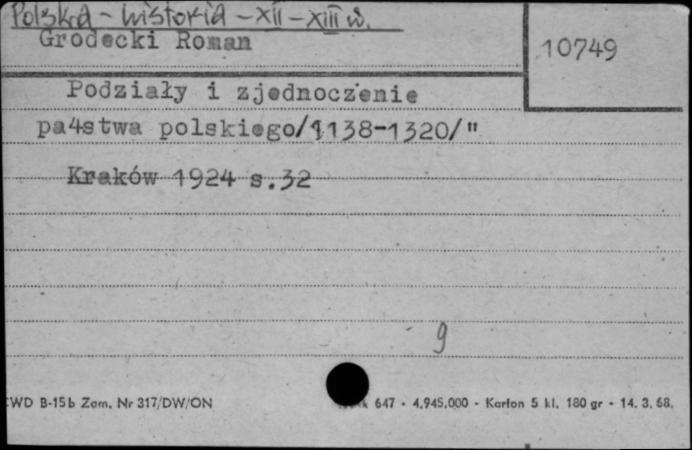 Polska - historia - XII - XIII w.
Grodecki Roman
10749
Podziały i zjednoczenie
pa4stwa polskiego/1138-1320/"
Kraków 1924 s.32
9
WD B-15b Zam. Nr 317/DW/ON
647 - 4.945.000 - Karton 5 kl. 180 gr - 14. 3. 68.